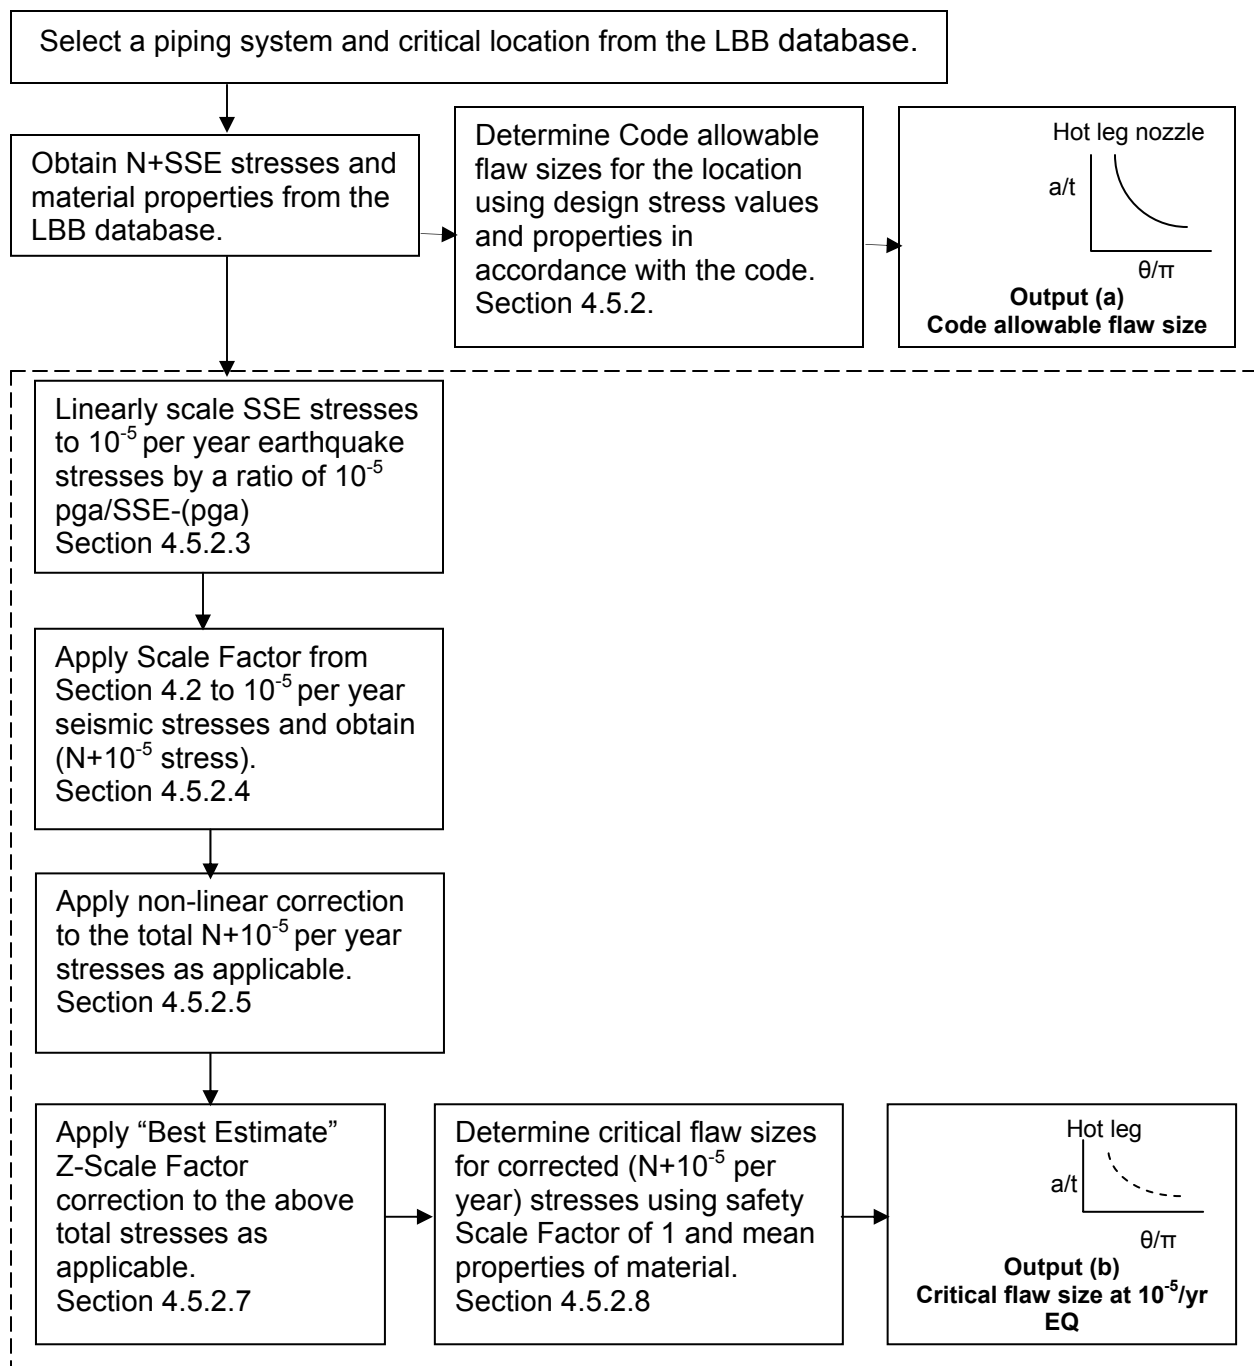 Select a piping system and critical location from the LBB database.
Obtain N+SSE stresses and
material properties from the
LBB database.
Determine Code allowable
flaw sizes for the location
using design stress values
and properties in
accordance with the code.
Section 4.5.2.
Hot leg nozzle
a/t
θ/π
Output (a)
Code allowable flaw size
Linearly scale SSE stresses
to 10⁻⁵ per year earthquake
stresses by a ratio of 10⁻⁵
pga/SSE-(pga)
Section 4.5.2.3
Apply Scale Factor from
Section 4.2 to 10⁻⁵ per year
seismic stresses and obtain
(N+10⁻⁵ stress).
Section 4.5.2.4
Apply non-linear correction
to the total N+10⁻⁵ per year
stresses as applicable.
Section 4.5.2.5
Apply “Best Estimate”
Z-Scale Factor
correction to the above
total stresses as
applicable.
Section 4.5.2.7
Determine critical flaw sizes
for corrected (N+10⁻⁵ per
year) stresses using safety
Scale Factor of 1 and mean
properties of material.
Section 4.5.2.8
Hot leg
a/t
θ/π
Output (b)
Critical flaw size at 10⁻⁵/yr
EQ